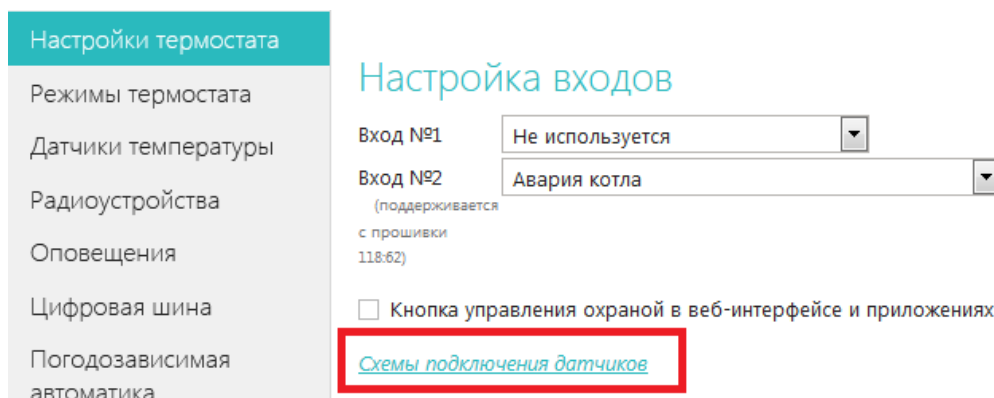 Настройки термостата
Режимы термостата
Датчики температуры
Радиоустройства
Оповещения
Цифровая шина
Погодозависимая
автоматика
Настройка входов
Вход №1 Не используется
Вход №2 Авария котла
(поддерживается
с прошивки
118:62)
Кнопка управления охраной в веб-интерфейсе и приложениях
Схемы подключения датчиков